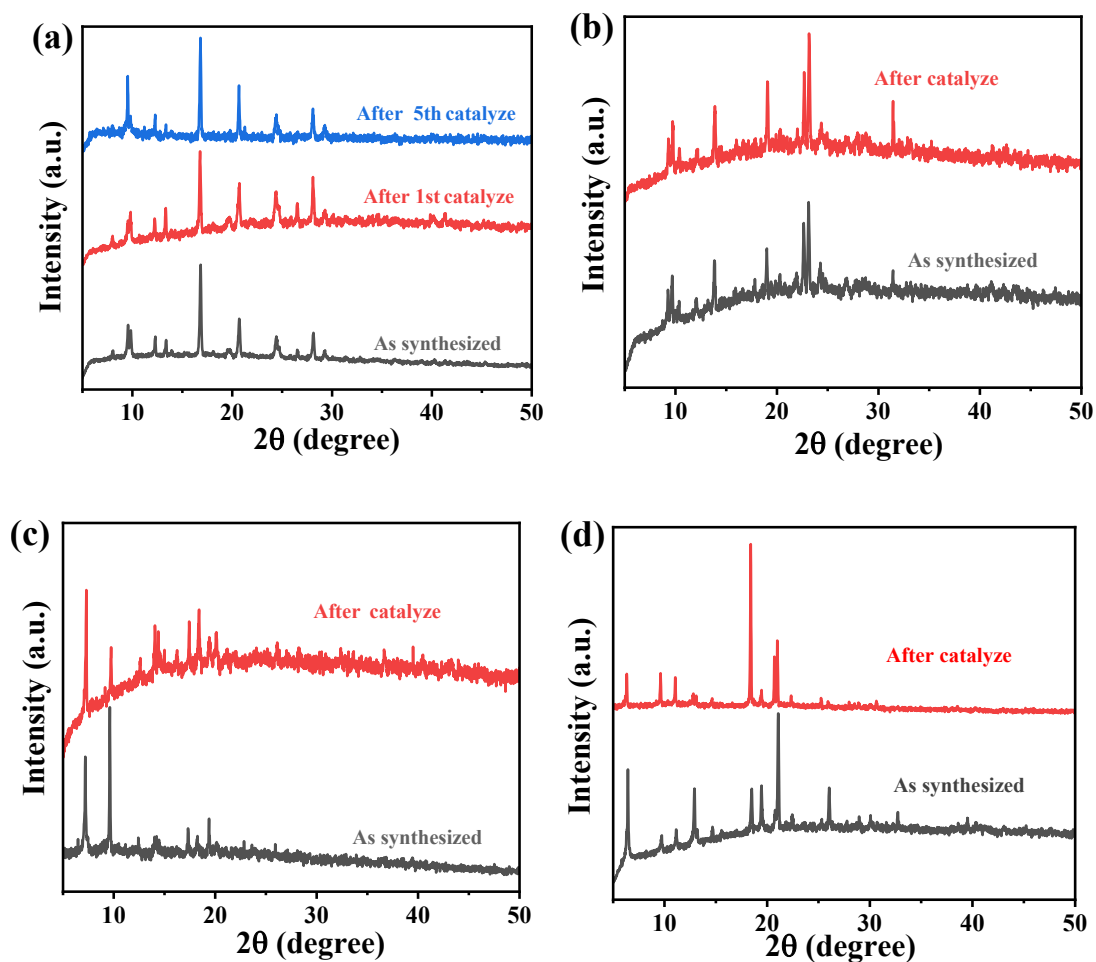 (a)
After 5th catalyze
After 1st catalyze
As synthesized
Intensity (a.u.)
10 20 30 40 50
2θ (degree)
(b)
After catalyze
As synthesized
Intensity (a.u.)
10 20 30 40 50
2θ (degree)
(c)
After catalyze
As synthesized
Intensity (a.u.)
10 20 30 40 50
2θ (degree)
(d)
After catalyze
As synthesized
Intensity (a.u.)
10 20 30 40 50
2θ (degree)